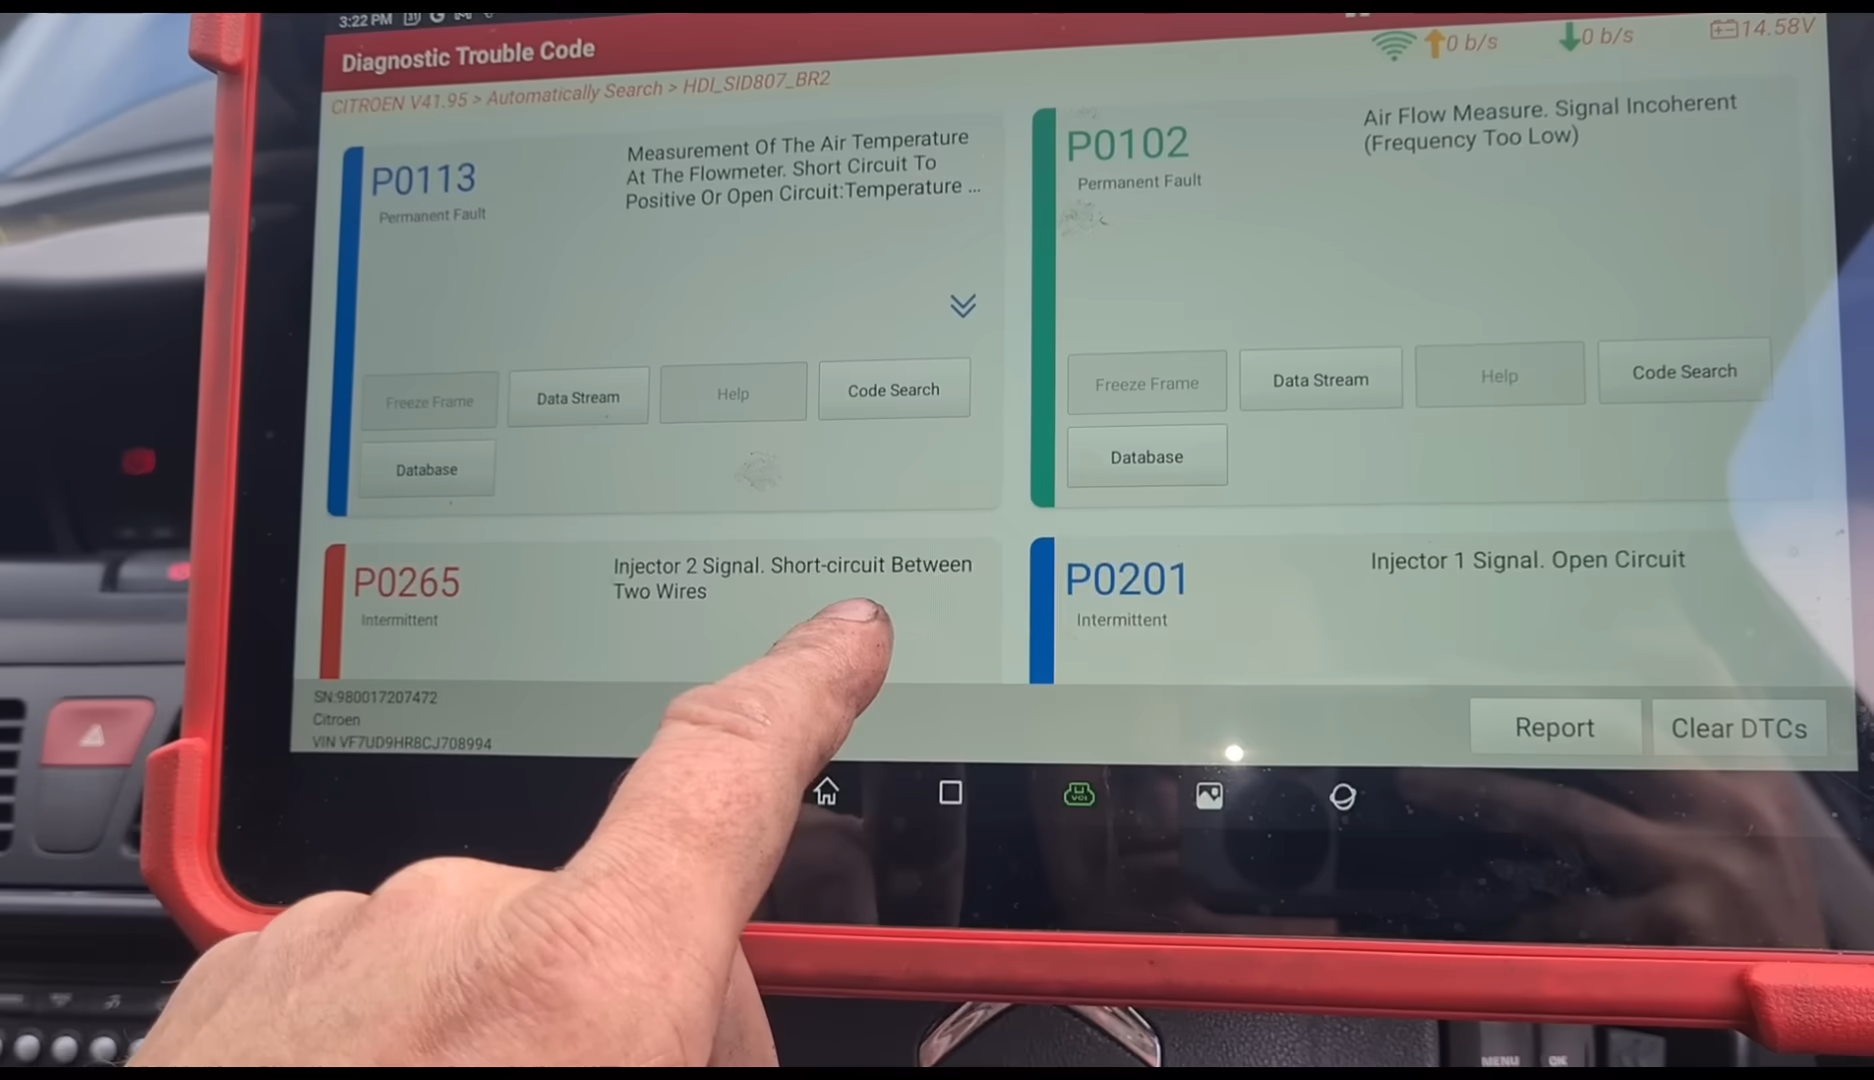 3:22 PM
Diagnostic Trouble Code
0 b/s
0 b/s
14.58V
CITROEN V41.95 > Automatically Search > HDI_SID807_BR2
P0113
Permanent Fault
Measurement Of The Air Temperature
At The Flowmeter. Short Circuit To
Positive Or Open Circuit:Temperature ...
Freeze Frame
Data Stream
Help
Code Search
Database
P0102
Permanent Fault
Air Flow Measure. Signal Incoherent
(Frequency Too Low)
Freeze Frame
Data Stream
Help
Code Search
Database
P0265
Intermittent
Injector 2 Signal. Short-circuit Between
Two Wires
P0201
Intermittent
Injector 1 Signal. Open Circuit
SN:980017207472
Citroen
VIN VF7UD9HR8CJ708994
Report
Clear DTCs
VCI
MENU
OK